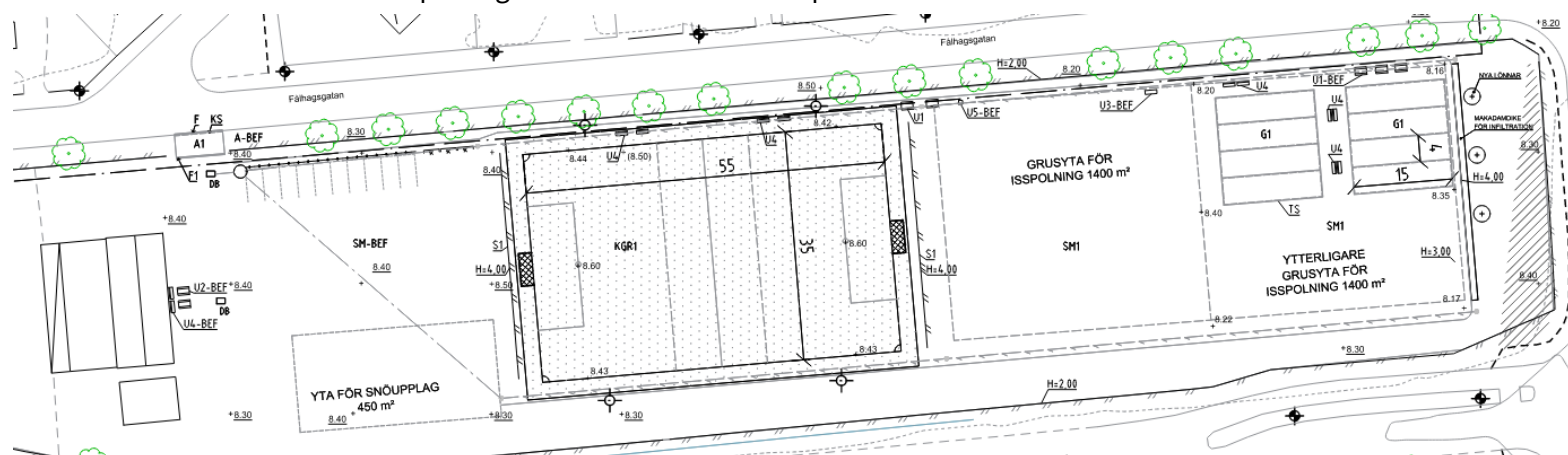 Fålhagsgatan
8.20
8.20
Fålhagsgatan
H=2,00
8.20
8.50
8.16
U1-BEF
NYA LÖNNAR
F
KS
A1
A-BEF
8.30
8.40
F1
DB
8.42
U4
U1
U5-BEF
U3-BEF
8.20
U4
U4
G1
G1
MAKADAMDIKE
FÖR INFILTRATION
8.44
U4
(8.50)
8.40
55
GRUSYTA FÖR
ISSPOLNING 1400 m²
U4
4
15
8.30
H=4,00
8.35
TS
8.40
8.40
SM-BEF
8.40
S1
H=4,00
8.50
KGR1
8.60
35
8.60
S1
H=4,00
SM1
SM1
YTTERLIGARE
GRUSYTA FÖR
ISSPOLNING 1400 m²
H=3,00
8.40
8.17
U2-BEF
8.40
DB
U4-BEF
8.22
8.43
8.43
8.30
YTA FÖR SNÖUPPLAG
450 m²
8.40
8.30
8.30
8.30
H=2,00